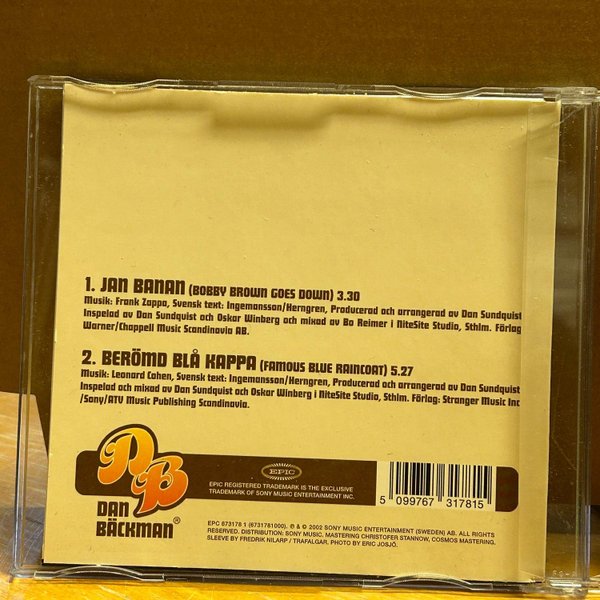 1. JAN BANAN (BOBBY BROWN GOES DOWN) 3.30
Musik: Frank Zappa, Svensk text: Ingemansson/Herngren, Producerad och arrangerad av Dan Sundquist
Inspelad av Dan Sundquist och Oskar Winberg och mixad av Bo Reimer i NiteSite Studio, Sthlm. Förlag
Warner/Chappell Music Scandinavia AB.
2. BERÖMD BLÅ KAPPA (FAMOUS BLUE RAINCOAT) 5.27
Musik: Leonard Cohen, Svensk text: Ingemansson/Herngren, Producerad och arrangerad av Dan Sundquist
Inspelad och mixad av Dan Sundquist och Oskar Winberg i NiteSite Studio, Sthlm. Förlag: Stranger Music Inc
/Sony/ATV Music Publishing Scandinavia.
DB
DAN
BÄCKMAN®
EPIC
EPIC REGISTERED TRADEMARK IS THE EXCLUSIVE
TRADEMARK OF SONY MUSIC ENTERTAINMENT INC.
5 099767 317815
EPC 673178 1 (6731781000). ℗ & © 2002 SONY MUSIC ENTERTAINMENT (SWEDEN) AB. ALL RIGHTS
RESERVED. DISTRIBUTION: SONY MUSIC. MASTERING CHRISTOFER STANNOW, COSMOS MASTERING.
SLEEVE BY FREDRIK NILARP / TRAFALGAR, PHOTO BY ERIC JOSJÖ.